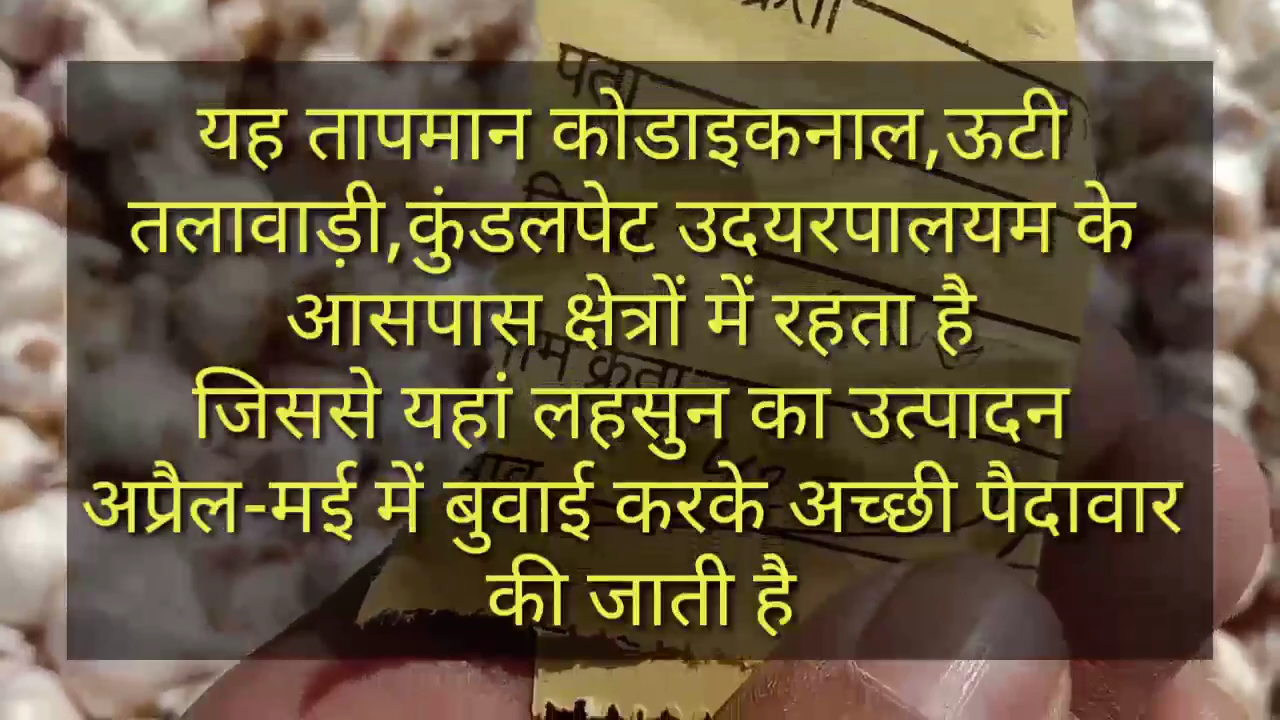 पता
यह तापमान कोडाइकनाल,ऊटी
तलावाड़ी,कुंडलपेट उदयरपालयम के
आसपास क्षेत्रों में रहता है
जिससे यहां लहसुन का उत्पादन
अप्रैल-मई में बुवाई करके अच्छी पैदावार
की जाती है